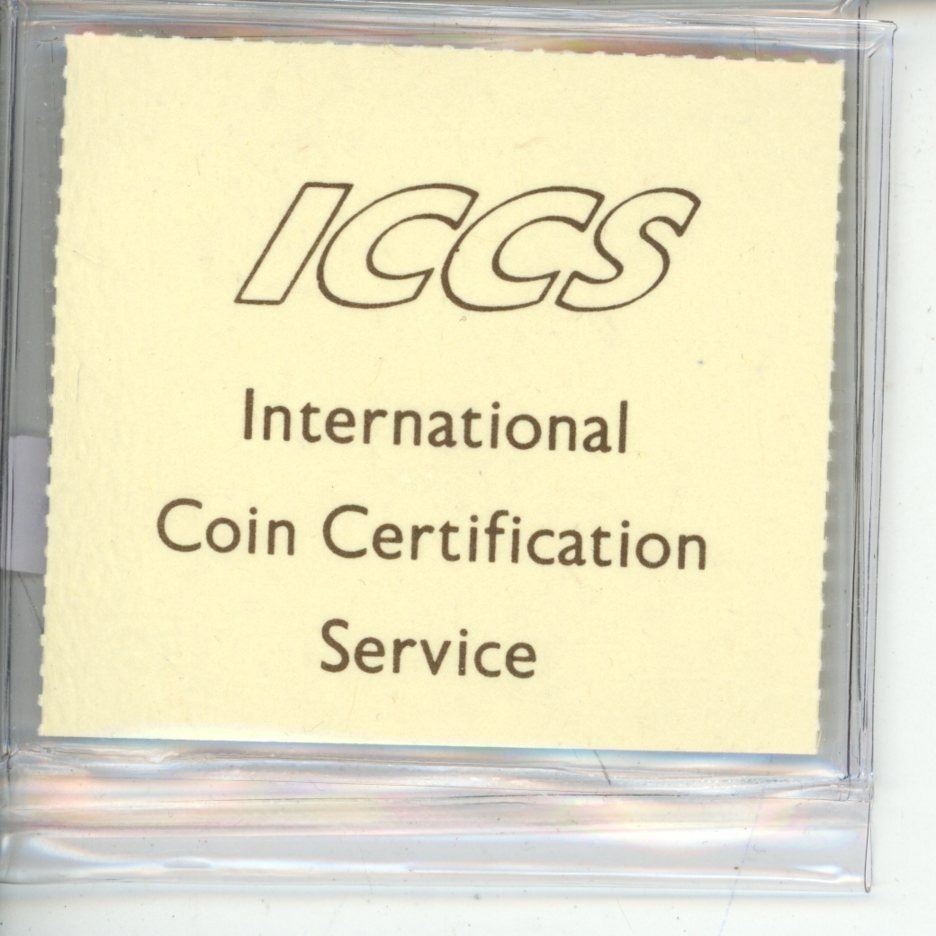 ICCS
International
Coin Certification
Service